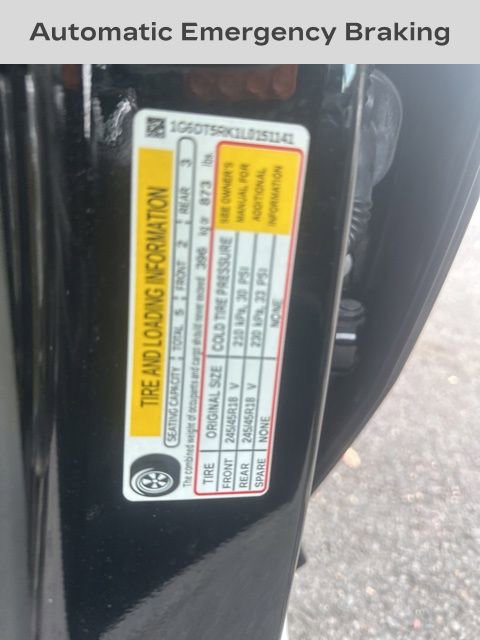 Automatic Emergency Braking
1G6DT5RK1L0151141
TIRE AND LOADING INFORMATION
SEATING CAPACITY TOTAL 5 FRONT 2 REAR 3
The combined weight of occupants and cargo should never exceed 396 kg or 873 lbs.
TIRE ORIGINAL SIZE COLD TIRE PRESSURE
FRONT 245/45R18 V 210 kPa, 30 PSI
REAR 245/45R18 V 230 kPa, 33 PSI
SPARE NONE NONE
SEE OWNER'S
MANUAL FOR
ADDITIONAL
INFORMATION